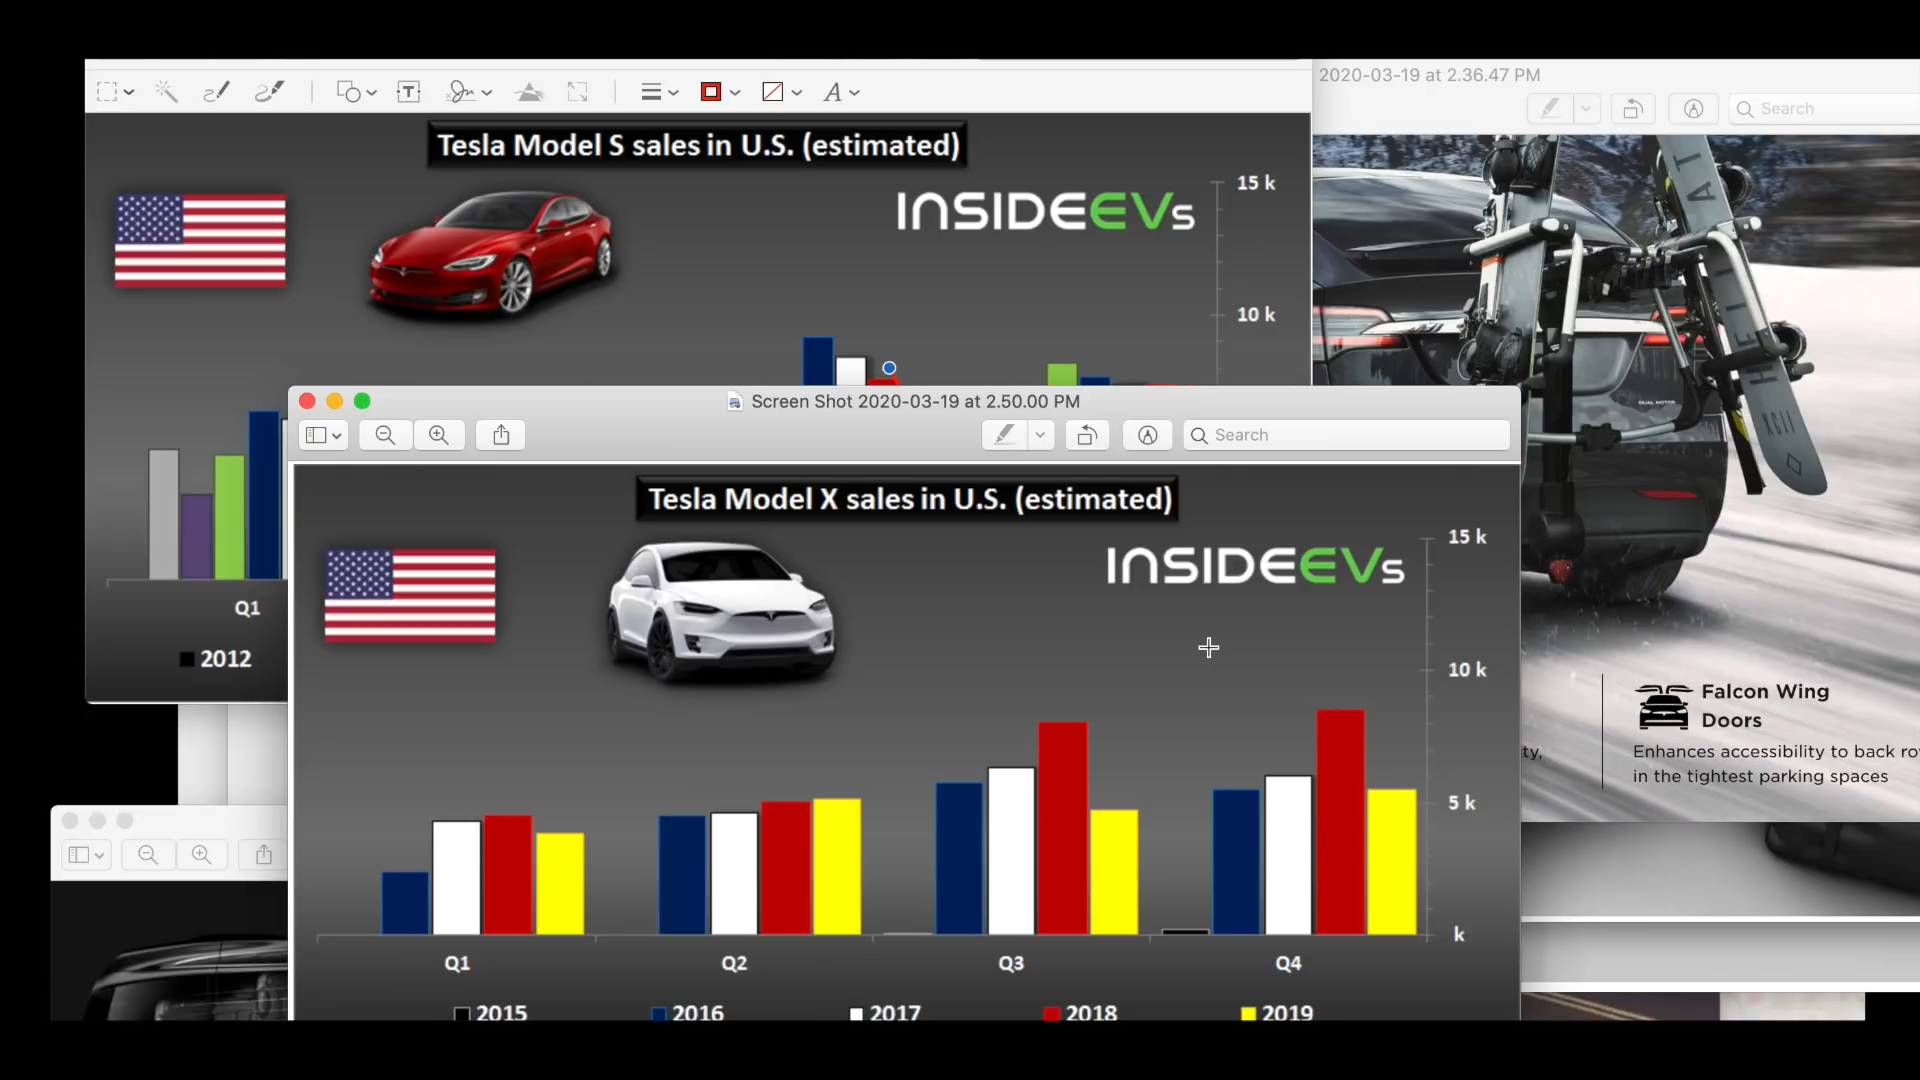 2020-03-19 at 2.36.47 PM
Search
Tesla Model S sales in U.S. (estimated)
INSIDEEVs
15 k
10 k
Q1
2012
Screen Shot 2020-03-19 at 2.50.00 PM
Search
Tesla Model X sales in U.S. (estimated)
INSIDEEVs
15 k
10 k
5 k
k
Q1
Q2
Q3
Q4
2015
2016
2017
2018
2019
DUAL MOTOR
XCII
Falcon Wing
Doors
ty,
Enhances accessibility to back ro
in the tightest parking spaces